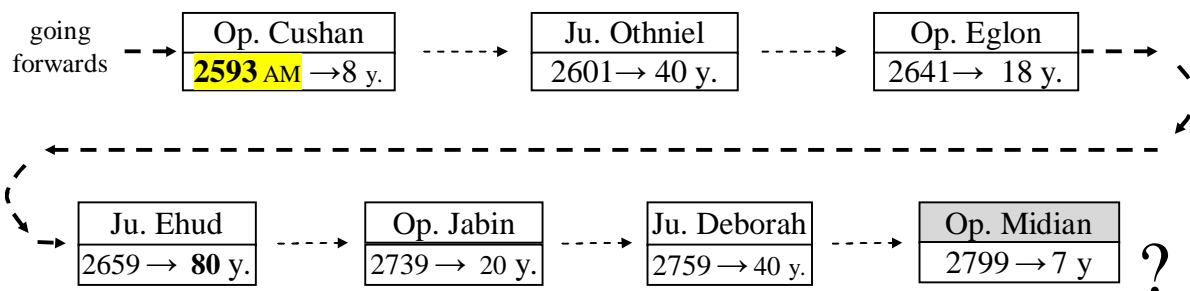 going
forwards
Op. Cushan
2593 AM →8 y.
Ju. Othniel
2601→ 40 y.
Op. Eglon
2641→ 18 y.
Ju. Ehud
2659→ 80 y.
Op. Jabin
2739→ 20 y.
Ju. Deborah
2759→ 40 y.
Op. Midian
2799→7 y
?